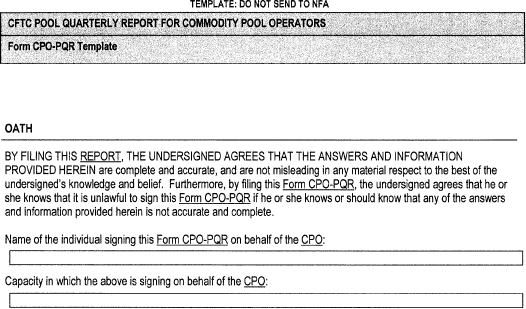 TEMPLATE: DO NOT SEND TO NFA
CFTC POOL QUARTERLY REPORT FOR COMMODITY POOL OPERATORS
Form CPO-PQR Template
OATH
BY FILING THIS REPORT, THE UNDERSIGNED AGREES THAT THE ANSWERS AND INFORMATION
PROVIDED HEREIN are complete and accurate, and are not misleading in any material respect to the best of the
undersigned's knowledge and belief. Furthermore, by filing this Form CPO-PQR, the undersigned agrees that he or
she knows that it is unlawful to sign this Form CPO-PQR if he or she knows or should know that any of the answers
and information provided herein is not accurate and complete.
Name of the individual signing this Form CPO-PQR on behalf of the CPO:
Capacity in which the above is signing on behalf of the CPO: